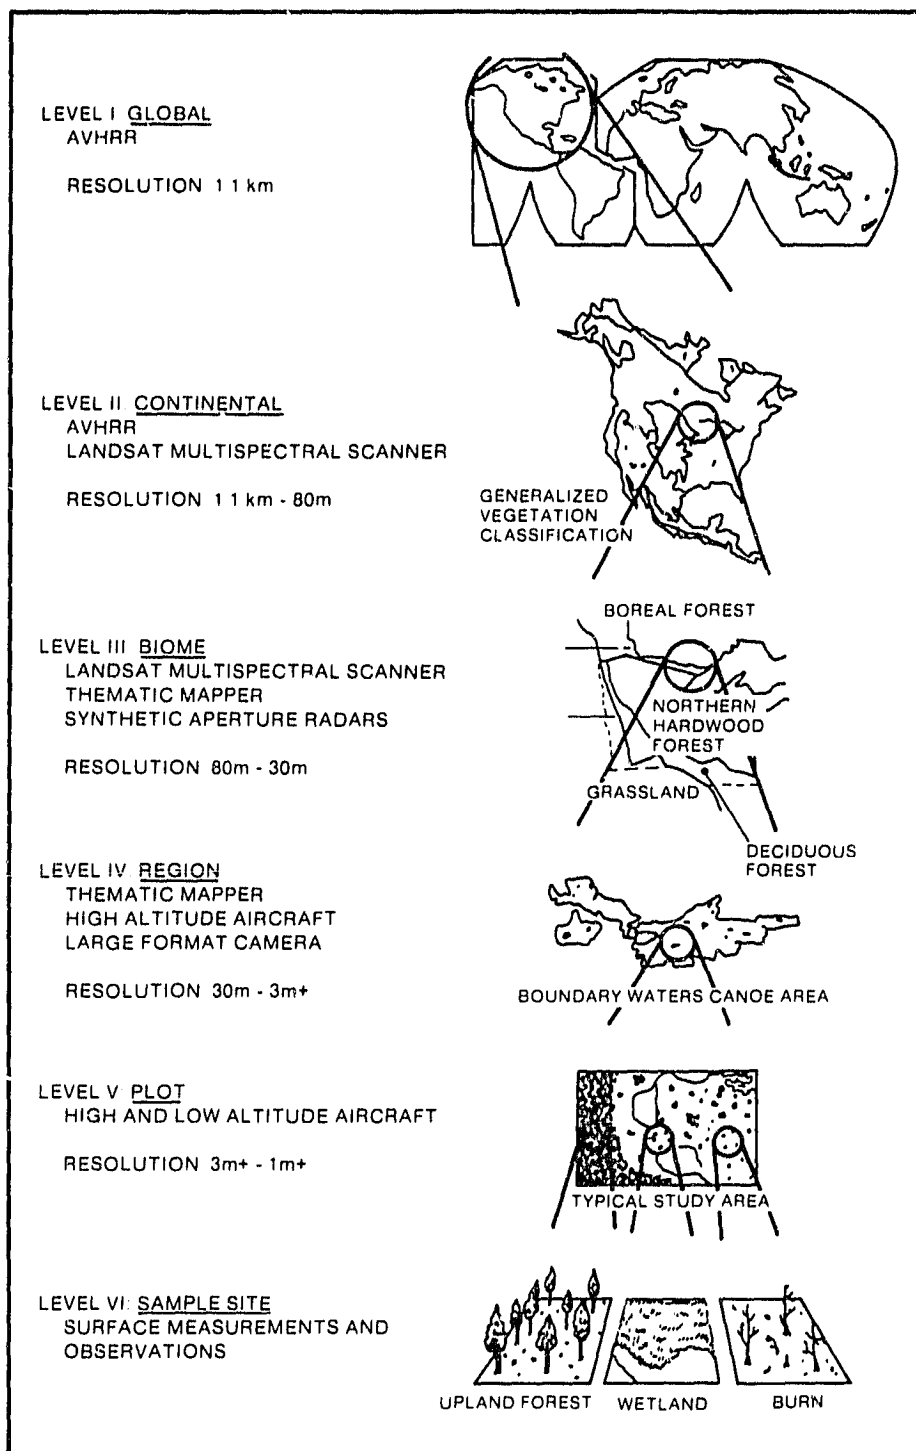 LEVEL I GLOBAL
AVHRR
RESOLUTION 1 1 km
LEVEL II CONTINENTAL
AVHRR
LANDSAT MULTISPECTRAL SCANNER
RESOLUTION 1 1 km - 80m
GENERALIZED
VEGETATION
CLASSIFICATION
LEVEL III BIOME
LANDSAT MULTISPECTRAL SCANNER
THEMATIC MAPPER
SYNTHETIC APERTURE RADARS
RESOLUTION 80m - 30m
BOREAL FOREST
NORTHERN
HARDWOOD
FOREST
GRASSLAND
DECIDUOUS
FOREST
LEVEL IV REGION
THEMATIC MAPPER
HIGH ALTITUDE AIRCRAFT
LARGE FORMAT CAMERA
RESOLUTION 30m - 3m+
BOUNDARY WATERS CANOE AREA
LEVEL V PLOT
HIGH AND LOW ALTITUDE AIRCRAFT
RESOLUTION 3m+ - 1m+
TYPICAL STUDY AREA
LEVEL VI: SAMPLE SITE
SURFACE MEASUREMENTS AND
OBSERVATIONS
UPLAND FOREST
WETLAND
BURN